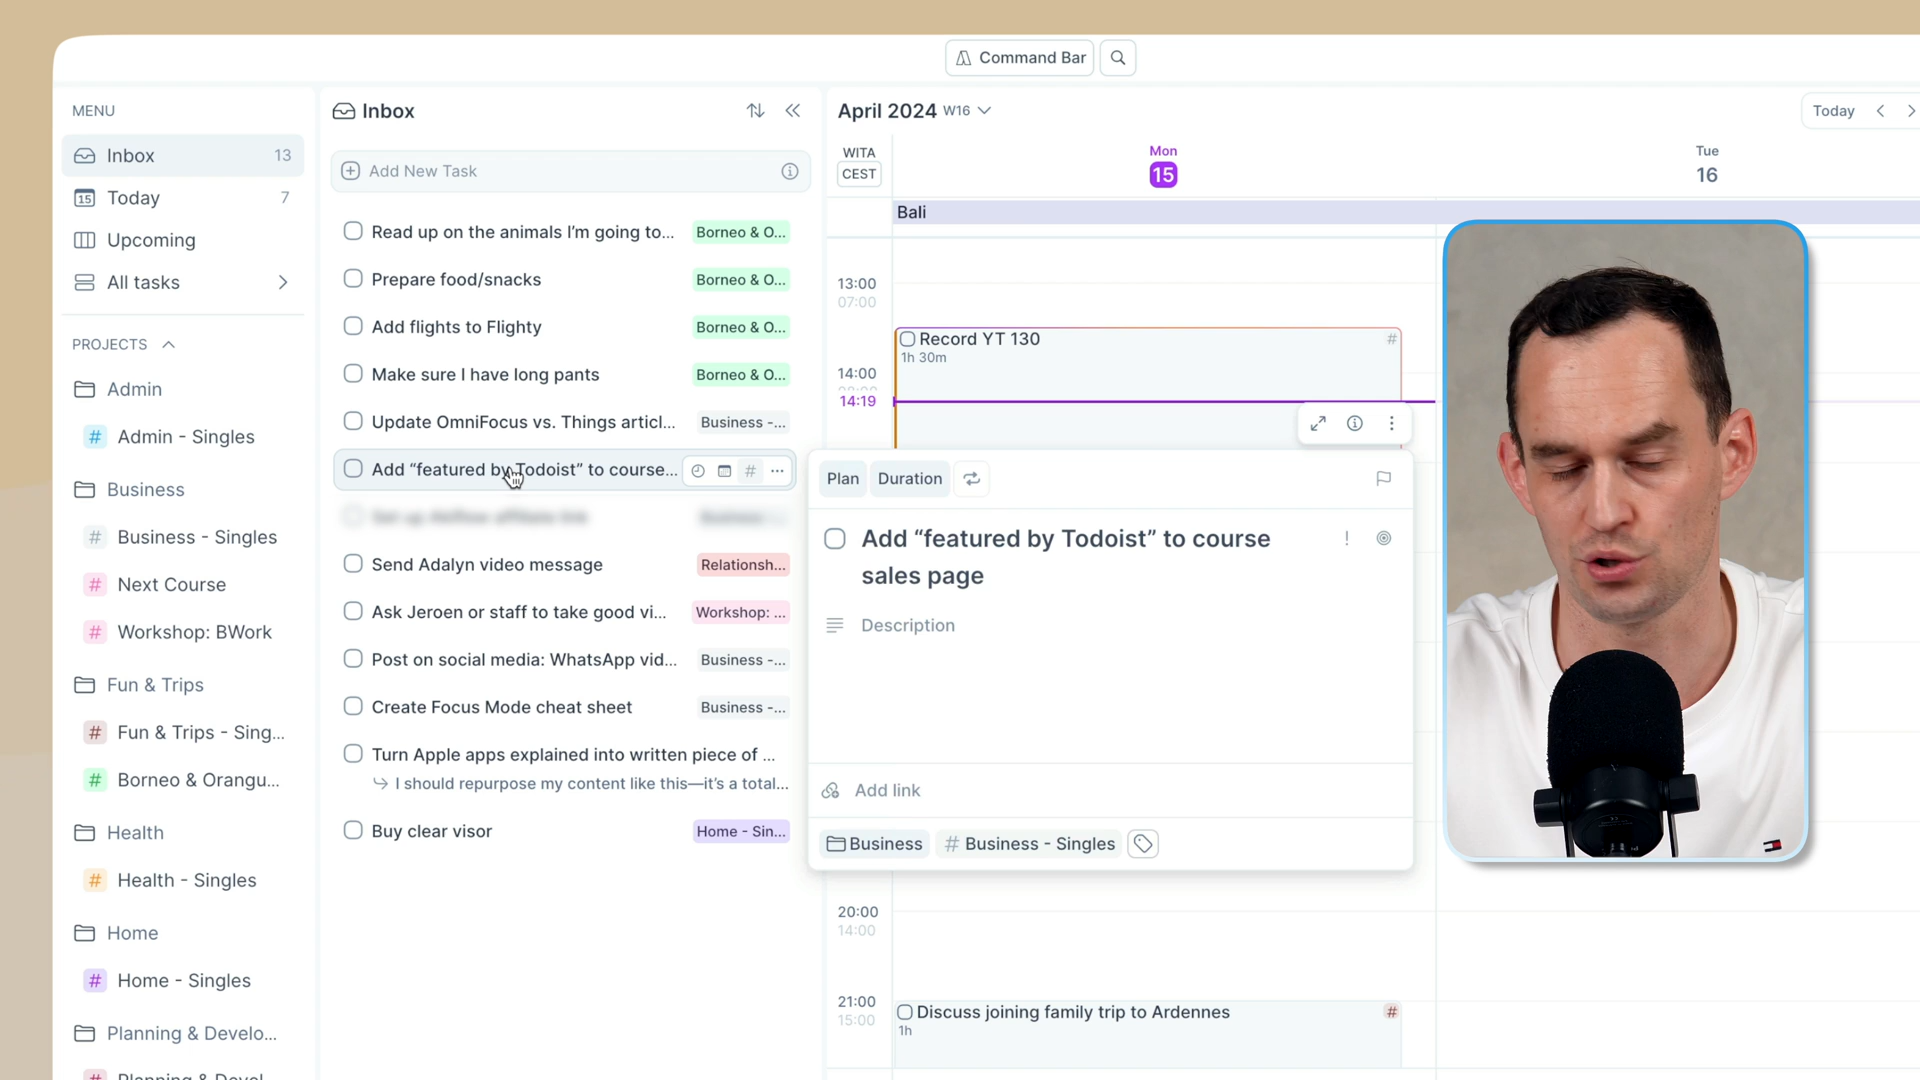 Command Bar
MENU
Inbox 13
15 Today 7
Upcoming
All tasks
PROJECTS
Admin
# Admin - Singles
Business
# Business - Singles
# Next Course
# Workshop: BWork
Fun & Trips
# Fun & Trips - Sing...
# Borneo & Orangu...
Health
# Health - Singles
Home
# Home - Singles
Planning & Develo...
Inbox
Add New Task
Read up on the animals I’m going to... Borneo & O...
Prepare food/snacks Borneo & O...
Add flights to Flighty Borneo & O...
Make sure I have long pants Borneo & O...
Update OmniFocus vs. Things articl... Business -...
Add “featured by Todoist” to course... #
Send Adalyn video message Relationsh...
Ask Jeroen or staff to take good vi... Workshop: ...
Post on social media: WhatsApp vid... Business -...
Create Focus Mode cheat sheet Business -...
Turn Apple apps explained into written piece of ...
I should repurpose my content like this—it’s a total...
Buy clear visor Home - Sin...
April 2024 W16
Today
WITA
CEST
Mon
15
Tue
16
Bali
13:00
07:00
Record YT 130 #
1h 30m
14:00
14:19
Plan Duration
Add “featured by Todoist” to course
sales page
!
Description
Add link
Business # Business - Singles
20:00
14:00
21:00
15:00
Discuss joining family trip to Ardennes #
1h